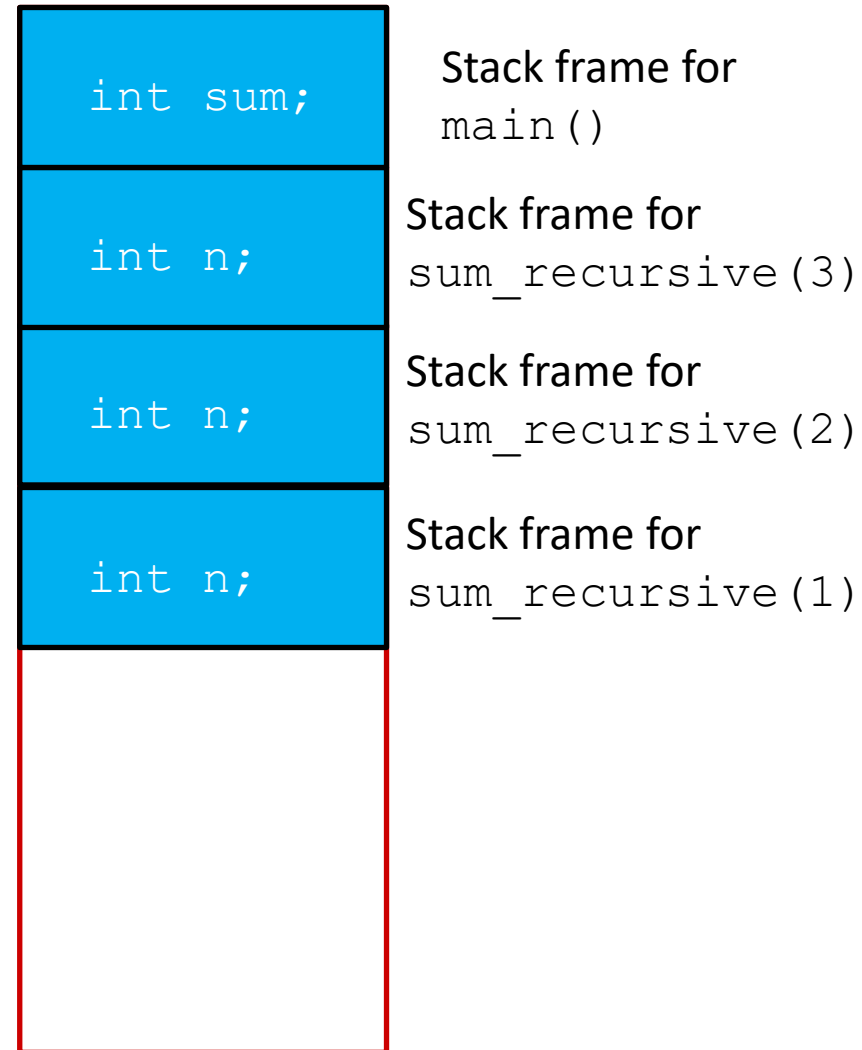 int sum;
Stack frame for
main()
int n;
Stack frame for
sum_recursive(3)
int n;
Stack frame for
sum_recursive(2)
int n;
Stack frame for
sum_recursive(1)